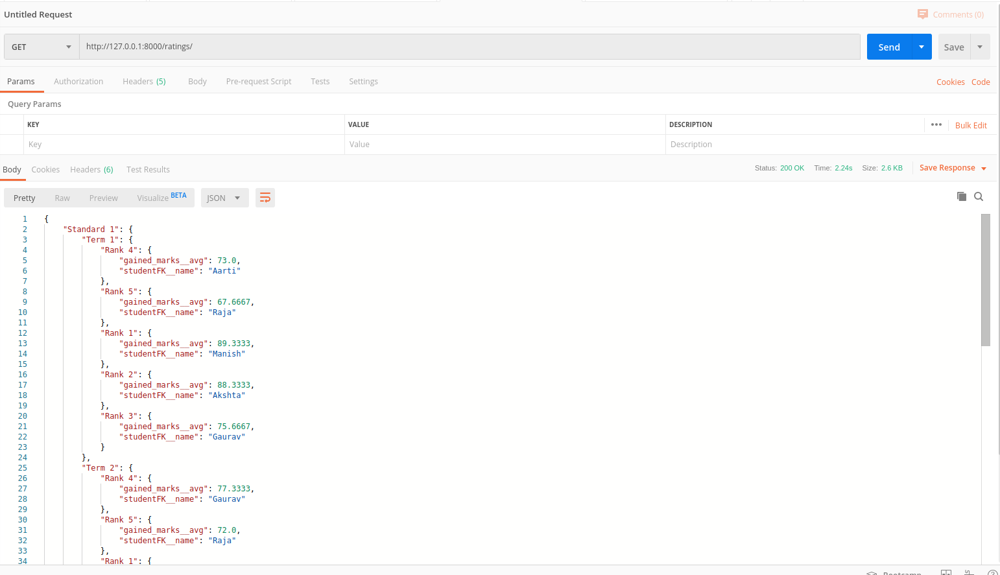 Untitled Request
Comments (0)
GET
http://127.0.0.1:8000/ratings/
Send
Save
Params Authorization Headers (5) Body Pre-request Script Tests Settings
Cookies Code
Query Params
KEY VALUE DESCRIPTION ••• Bulk Edit
Key Value Description
Body Cookies Headers (6) Test Results
Status: 200 OK Time: 2.24s Size: 2.6 KB Save Response
Pretty Raw Preview Visualize BETA JSON
1 {
2 "Standard 1": {
3 "Term 1": {
4 "Rank 4": {
5 "gained_marks__avg": 73.0,
6 "studentFK__name": "Aarti"
7 },
8 "Rank 5": {
9 "gained_marks__avg": 67.6667,
10 "studentFK__name": "Raja"
11 },
12 "Rank 1": {
13 "gained_marks__avg": 89.3333,
14 "studentFK__name": "Manish"
15 },
16 "Rank 2": {
17 "gained_marks__avg": 88.3333,
18 "studentFK__name": "Akshta"
19 },
20 "Rank 3": {
21 "gained_marks__avg": 75.6667,
22 "studentFK__name": "Gaurav"
23 }
24 },
25 "Term 2": {
26 "Rank 4": {
27 "gained_marks__avg": 77.3333,
28 "studentFK__name": "Gaurav"
29 },
30 "Rank 5": {
31 "gained_marks__avg": 72.0,
32 "studentFK__name": "Raja"
33 },
34 "Rank 1": {
Bootcamp